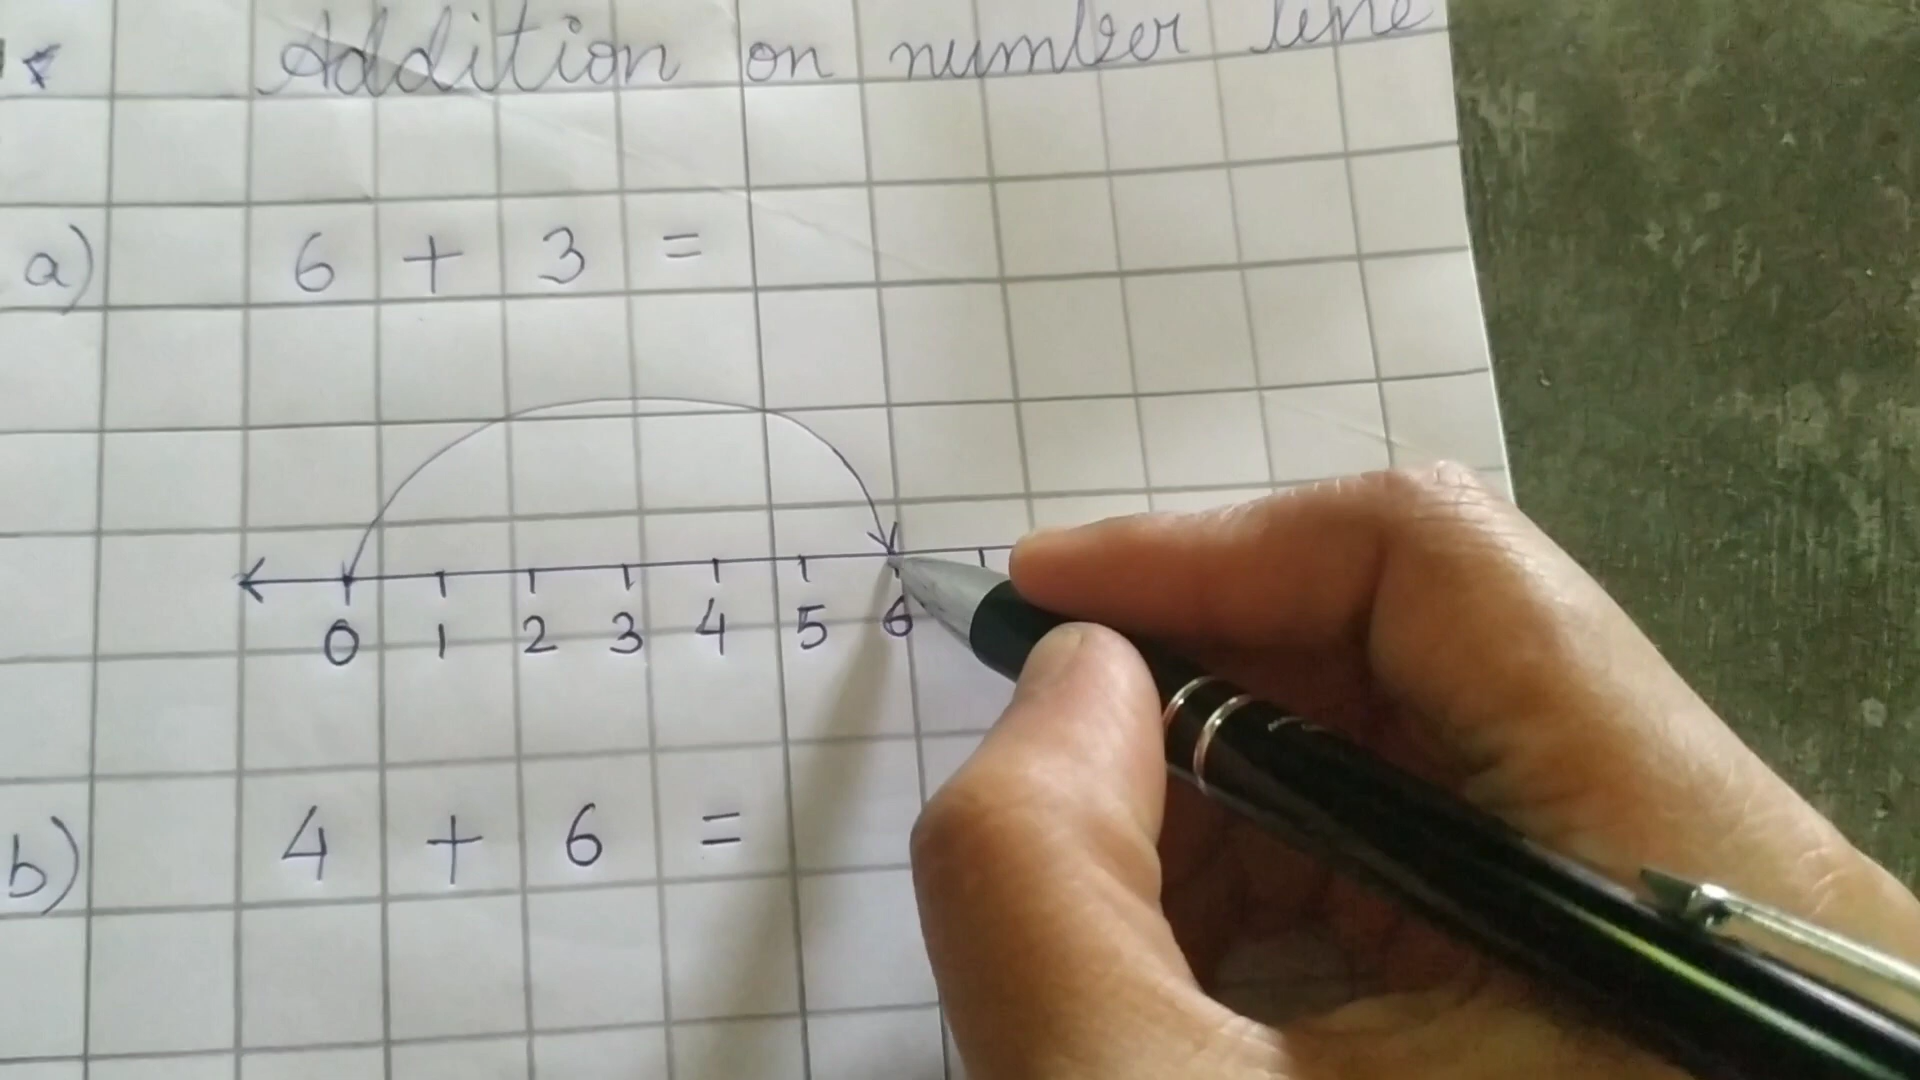 Addition on number line
a) 6 + 3 =
0 1 2 3 4 5 6
b) 4 + 6 =